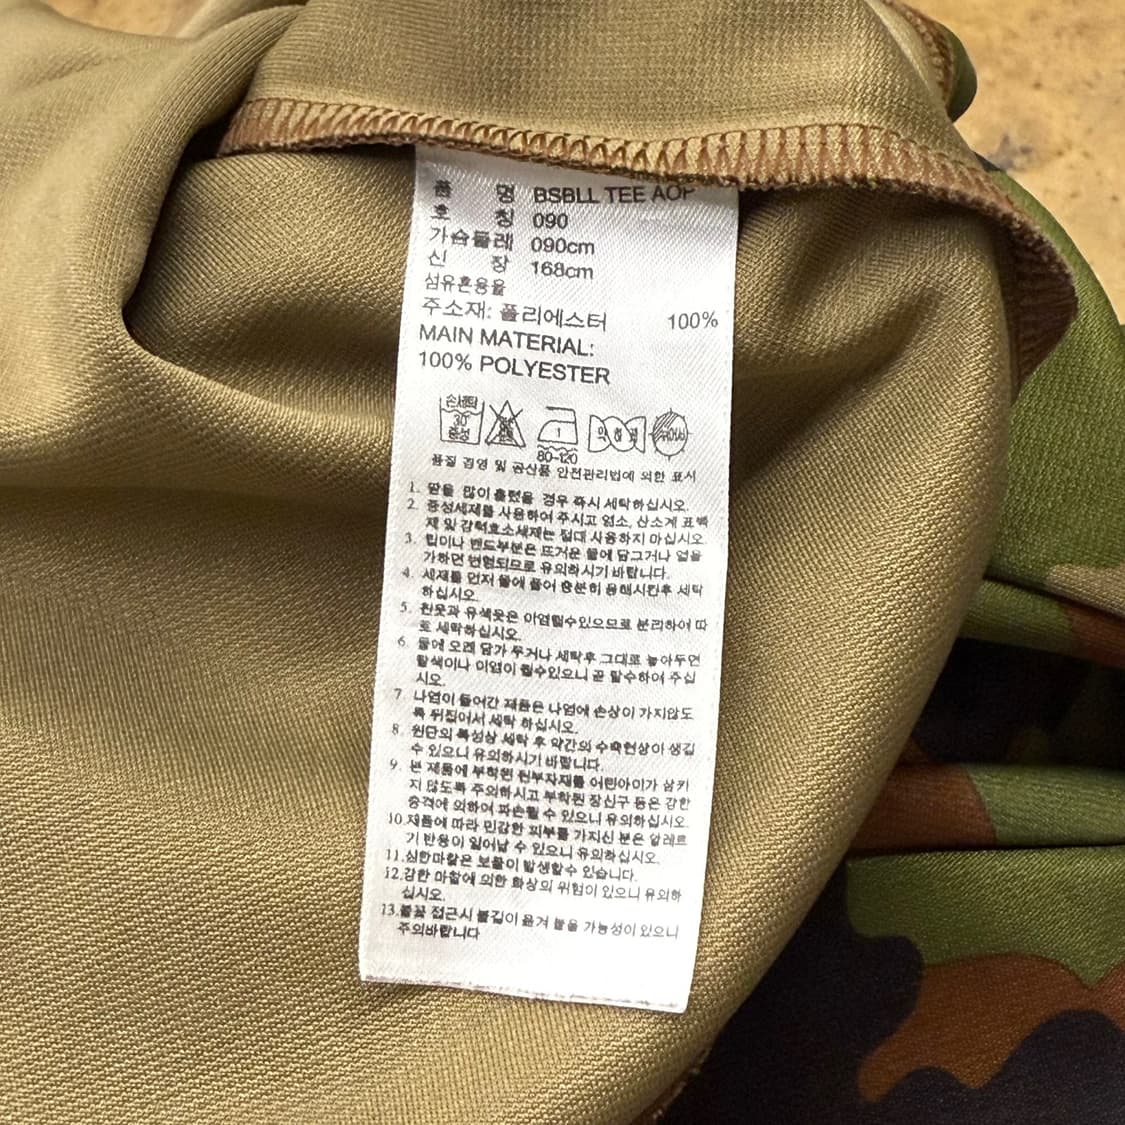 품 명 BSBLL TEE AOP
호 칭 090
가슴둘레 090cm
신 장 168cm
섬유혼용율
주소재: 폴리에스터 100%
MAIN MATERIAL:
100% POLYESTER
손세탁
30˚
중성
1
80-120
약 하 게
품질 경영 및 공산품 안전관리법에 의한 표시
1. 땀을 많이 흘렸을 경우 즉시 세탁하십시오.
2. 중성세제를 사용하여 주시고 염소, 산소계 표백
제 및 강력효소세제는 절대 사용하지 마십시오.
3. 립이나 밴드부분은 뜨거운 물에 담그거나 열을
가하면 변형되므로 유의하시기 바랍니다.
4. 세제를 먼저 물에 풀어 충분히 용해시킨후 세탁
하십시오.
5. 흰옷과 유색옷은 이염될수있으므로 분리하여 따
로 세탁하십시오.
6. 물에 오래 담가 두거나 세탁후 그대로 놓아두면
탈색이나 이염이 될수있으니 곧 탈수하여 주십
시오.
7. 나염이 들어간 제품은 나염에 손상이 가지않도
록 뒤집어서 세탁 하십시오.
8. 원단의 특성상 세탁 후 약간의 수축현상이 생길
수 있으니 유의하시기 바랍니다.
9. 본 제품에 부착된 원부자재를 어린아이가 삼키
지 않도록 주의하시고 부착된 장신구 등은 강한
충격에 의하여 파손될 수 있으니 유의하십시오.
10.제품에 따라 민감한 피부를 가지신 분은 알레르
기 반응이 일어날 수 있으니 유의하십시오.
11.심한마찰은 보풀이 발생할수 있습니다.
12.강한 마찰에 의한 화상의 위험이 있으니 유의하
십시오.
13.불꽃 접근시 불길이 옮겨 붙을 가능성이 있으니
주의바랍니다